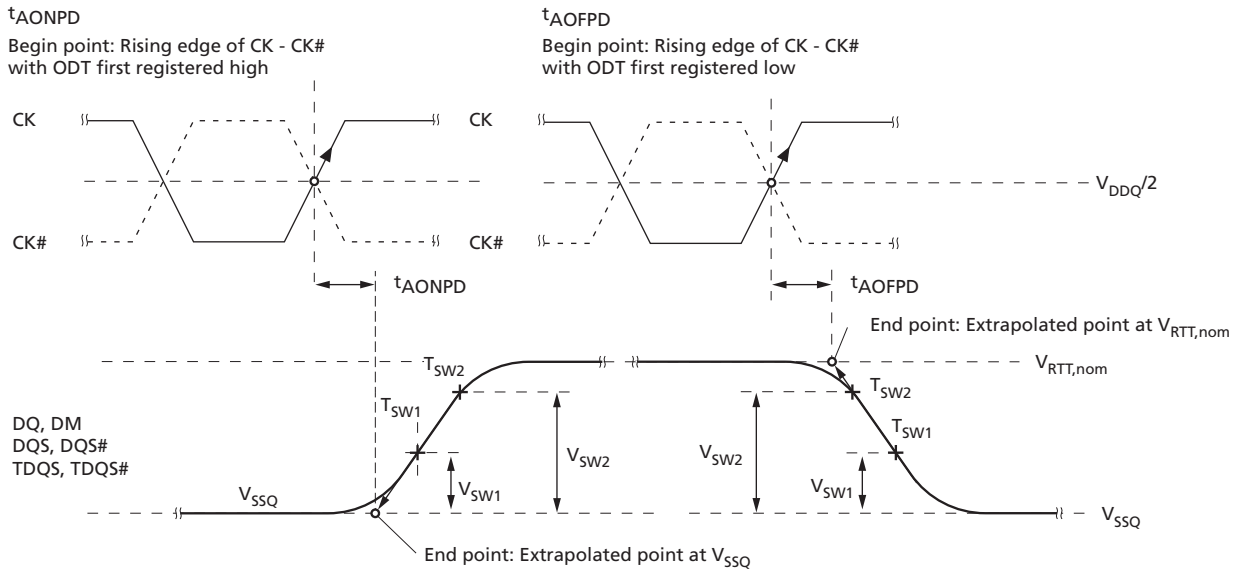 tAONPD
Begin point: Rising edge of CK - CK#
with ODT first registered high
tAOFPD
Begin point: Rising edge of CK - CK#
with ODT first registered low
CK
CK
VDDQ/2
CK#
CK#
tAONPD
tAOFPD
End point: Extrapolated point at VRTT,nom
VRTT,nom
TSW2
TSW2
TSW1
TSW1
DQ, DM
DQS, DQS#
TDQS, TDQS#
VSW2
VSW2
VSW1
VSW1
VSSQ
VSSQ
End point: Extrapolated point at VSSQ